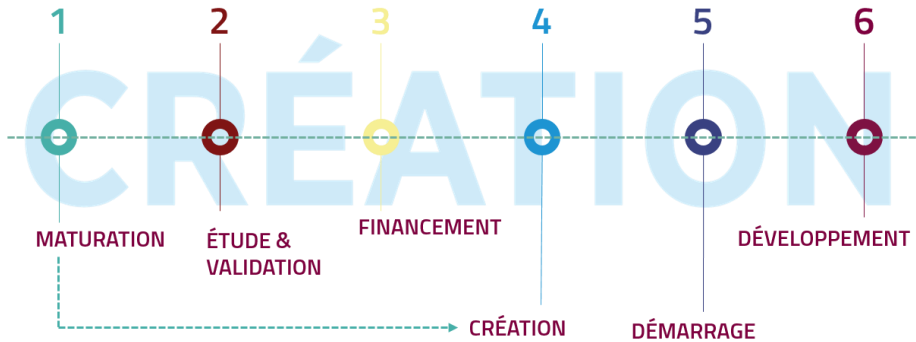 1 2 3 4 5 6
CRÉATION
MATURATION
ÉTUDE &
VALIDATION
FINANCEMENT
CRÉATION
DÉMARRAGE
DÉVELOPPEMENT